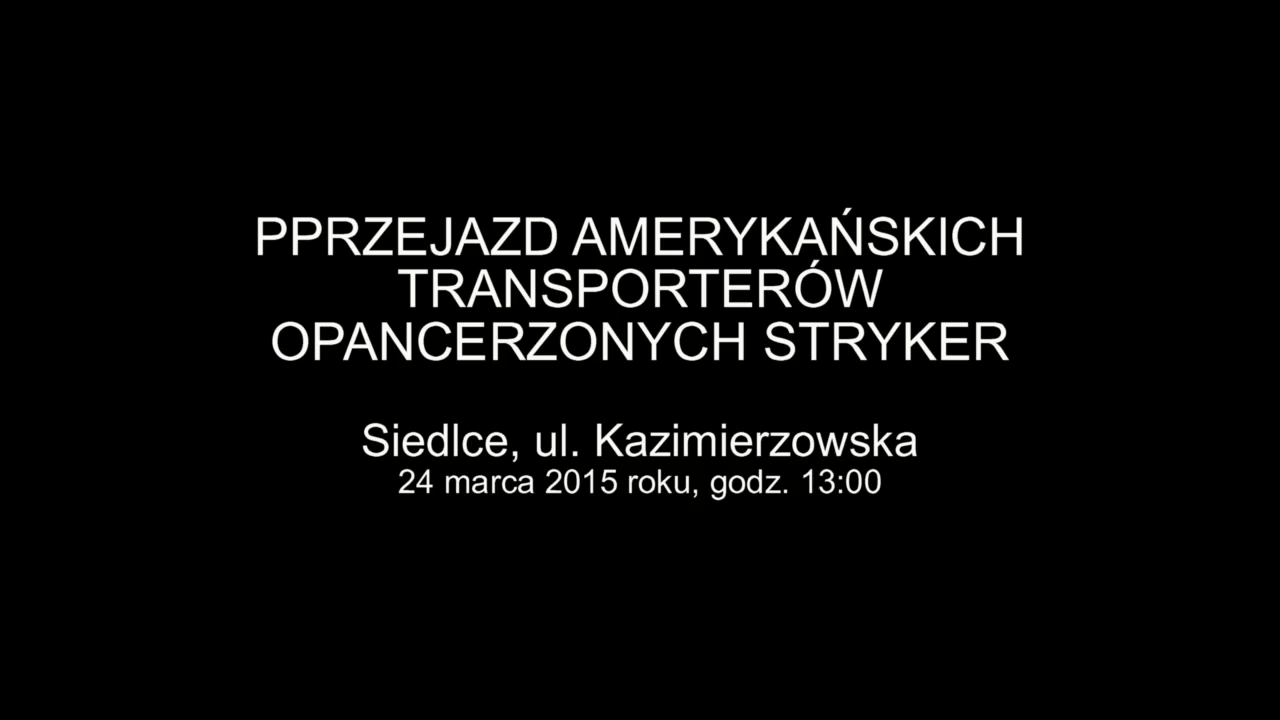 PPRZEJAZD AMERYKAŃSKICH
TRANSPORTERÓW
OPANCERZONYCH STRYKER
Siedlce, ul. Kazimierzowska
24 marca 2015 roku, godz. 13:00